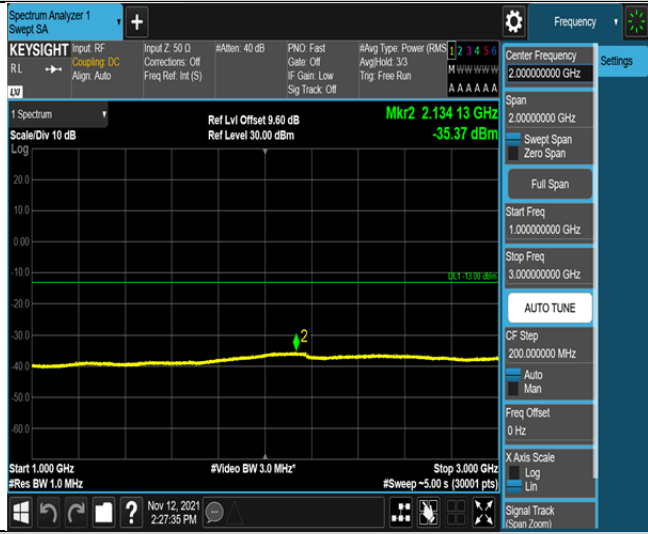 Spectrum Analyzer 1
Swept SA
Frequency
KEYSIGHT
RL
LXI
Input: RF
Coupling: DC
Align: Auto
Input Z: 50 Ω
Corrections: Off
Freq Ref: Int (S)
#Atten: 40 dB
PNO: Fast
Gate: Off
IF Gain: Low
Sig Track: Off
#Avg Type: Power (RMS
Avg|Hold: 3/3
Trig: Free Run
1 2 3 4 5 6
M W W W W W
A A A A A A
Center Frequency
2.000000000 GHz
Settings
Span
2.00000000 GHz
Swept Span
Zero Span
Full Span
Start Freq
1.000000000 GHz
Stop Freq
3.000000000 GHz
AUTO TUNE
CF Step
200.000000 MHz
Auto
Man
Freq Offset
0 Hz
X Axis Scale
Log
Lin
Signal Track
(Span Zoom)
1 Spectrum
Scale/Div 10 dB
Log
Ref Lvl Offset 9.60 dB
Ref Level 30.00 dBm
Mkr2 2.134 13 GHz
-35.37 dBm
20.0
10.0
0.00
-10.0
DL1 -13.00 dBm
-20.0
-30.0
2
-40.0
-50.0
-60.0
Start 1.000 GHz
#Res BW 1.0 MHz
#Video BW 3.0 MHz*
Stop 3.000 GHz
#Sweep ~5.00 s (30001 pts)
Nov 12, 2021
2:27:35 PM